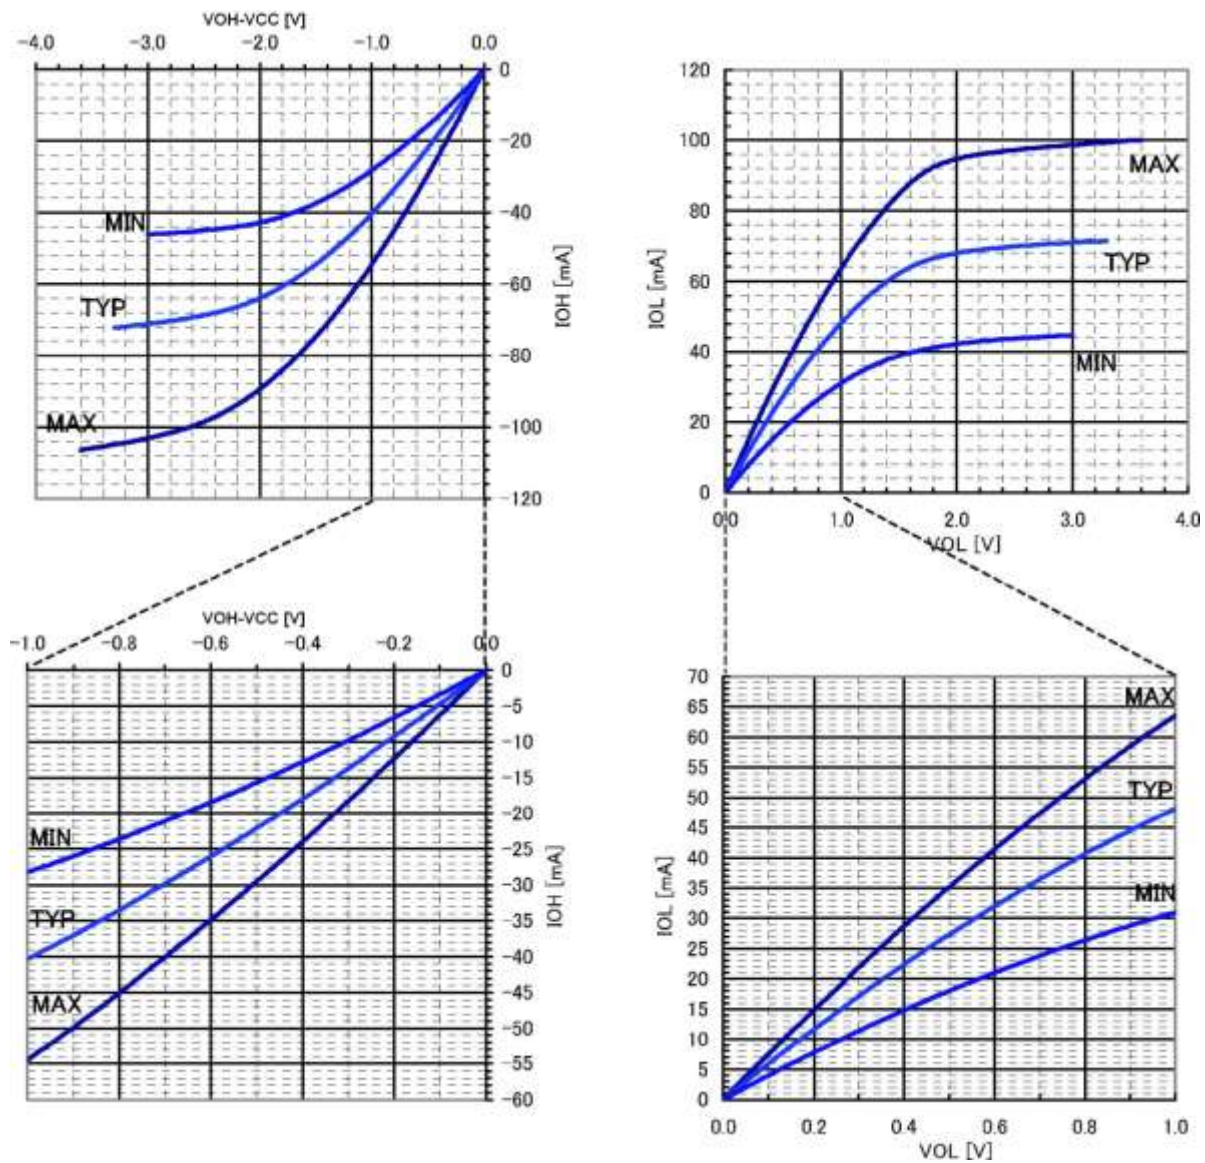 VOH-VCC [V]
-4.0 -3.0 -2.0 -1.0 0.0
0
-20
-40
-60
-80
-100
-120
IOH [mA]
MIN
TYP
MAX
120
100
80
60
40
20
0
IOL [mA]
MAX
TYP
MIN
0.0 1.0 2.0 3.0 4.0
VOL [V]
VOH-VCC [V]
-1.0 -0.8 -0.6 -0.4 -0.2 0.0
0
-5
-10
-15
-20
-25
-30
-35
-40
-45
-50
-55
-60
IOH [mA]
MIN
TYP
MAX
70
65
60
55
50
45
40
35
30
25
20
15
10
5
0
IOL [mA]
MAX
TYP
MIN
0.0 0.2 0.4 0.6 0.8 1.0
VOL [V]